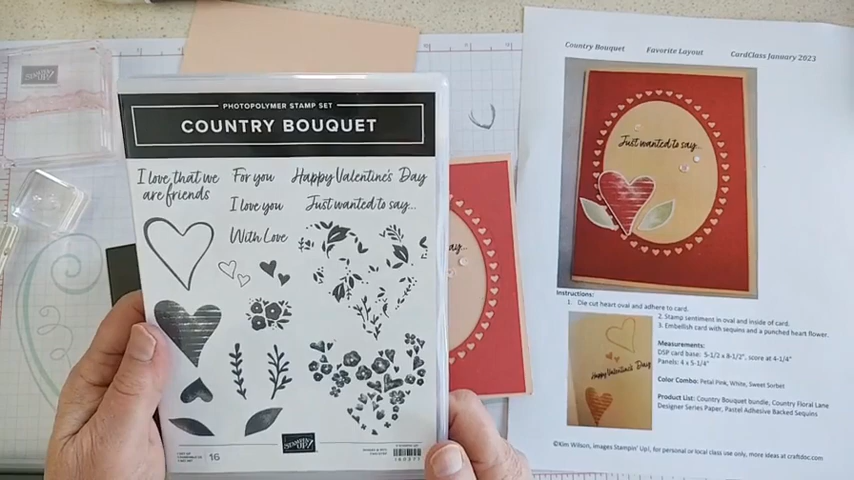 STAMPIN' UP!
PHOTOPOLYMER STAMP SET
COUNTRY BOUQUET
I love that we
are friends
For you
Happy Valentine's Day
I love you
Just wanted to say...
With Love
16
STAMPIN' UP!
ay...
Country Bouquet Favorite Layout CardClass January 2023
Just wanted to say...
Instructions:
1. Die cut heart oval and adhere to card.
2. Stamp sentiment in oval and inside of card.
3. Embellish card with sequins and a punched heart flower.
Happy Valentine's Day
Measurements:
DSP card base: 5-1/2 x 8-1/2", score at 4-1/4"
Panels: 4 x 5-1/4"
Color Combo: Petal Pink, White, Sweet Sorbet
Product List: Country Bouquet bundle, Country Floral Lane
Designer Series Paper, Pastel Adhesive Backed Sequins
©Kim Wilson, images Stampin' Up!, for personal or local class use only, more ideas at craftdoc.com